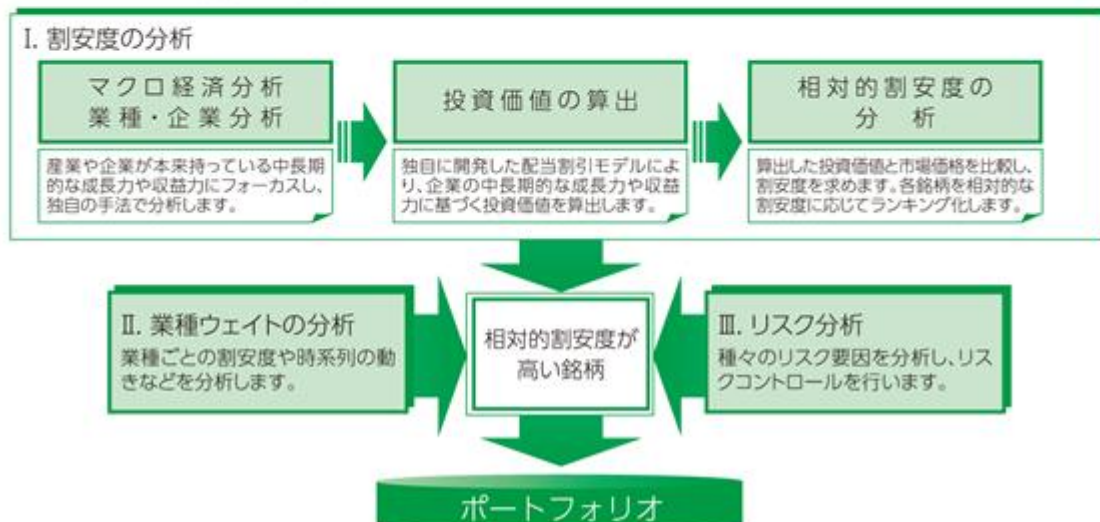 Ⅰ. 割安度の分析
マクロ経済分析
業種・企業分析
産業や企業が本来持っている中長期
的な成長力や収益力にフォーカスし、
独自の手法で分析します。
投資価値の算出
独自に開発した配当割引モデルによ
り、企業の中長期的な成長力や収益
力に基づく投資価値を算出します。
相対的割安度の
分　析
算出した投資価値と市場価格を比較し、
割安度を求めます。各銘柄を相対的な
割安度に応じてランキング化します。
Ⅱ. 業種ウェイトの分析
業種ごとの割安度や時系列の動
きなどを分析します。
相対的割安度が
高い銘柄
Ⅲ. リスク分析
種々のリスク要因を分析し、リス
クコントロールを行います。
ポートフォリオ